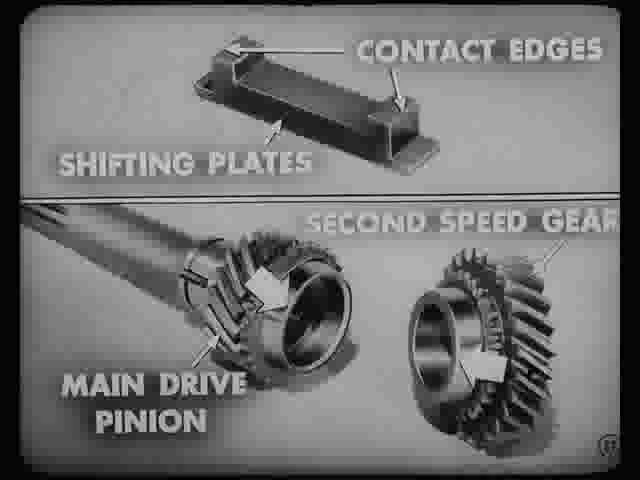 CONTACT EDGES
SHIFTING PLATES
SECOND SPEED GEAR
MAIN DRIVE
PINION